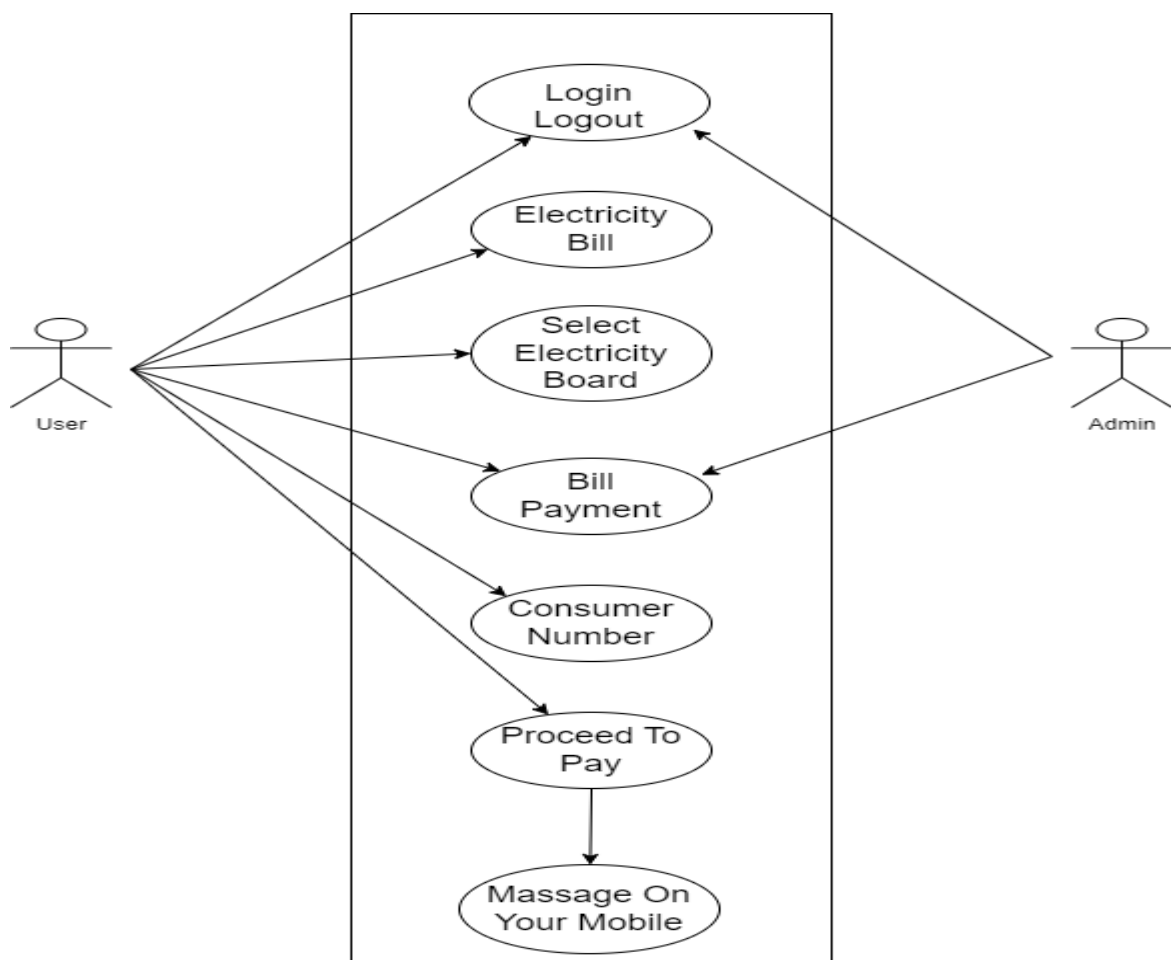 Login
Logout
Electricity
Bill
Select
Electricity
Board
User
Admin
Bill
Payment
Consumer
Number
Proceed To
Pay
Massage On
Your Mobile